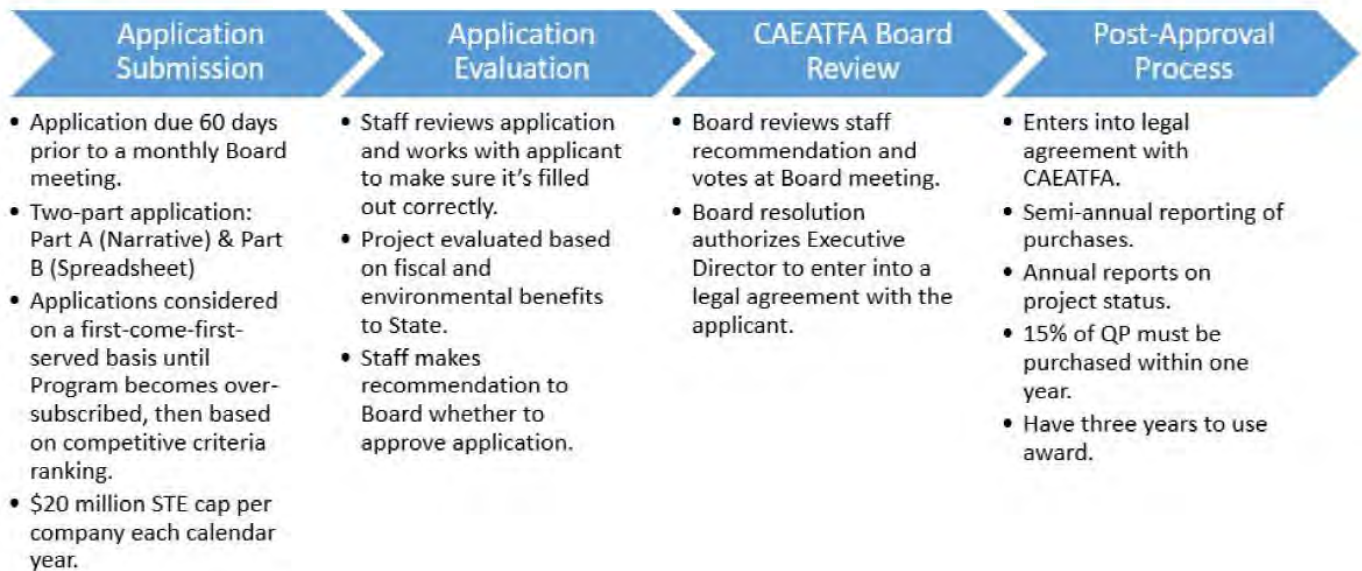 Application
Submission
• Application due 60 days
prior to a monthly Board
meeting.
• Two-part application:
Part A (Narrative) & Part
B (Spreadsheet)
• Applications considered
on a first-come-first-
served basis until
Program becomes over-
subscribed, then based
on competitive criteria
ranking.
• $20 million STE cap per
company each calendar
year.
Application
Evaluation
• Staff reviews application
and works with applicant
to make sure it's filled
out correctly.
• Project evaluated based
on fiscal and
environmental benefits
to State.
• Staff makes
recommendation to
Board whether to
approve application.
CAEATFA Board
Review
• Board reviews staff
recommendation and
votes at Board meeting.
• Board resolution
authorizes Executive
Director to enter into a
legal agreement with the
applicant.
Post-Approval
Process
• Enters into legal
agreement with
CAEATFA.
• Semi-annual reporting of
purchases.
• Annual reports on
project status.
• 15% of QP must be
purchased within one
year.
• Have three years to use
award.